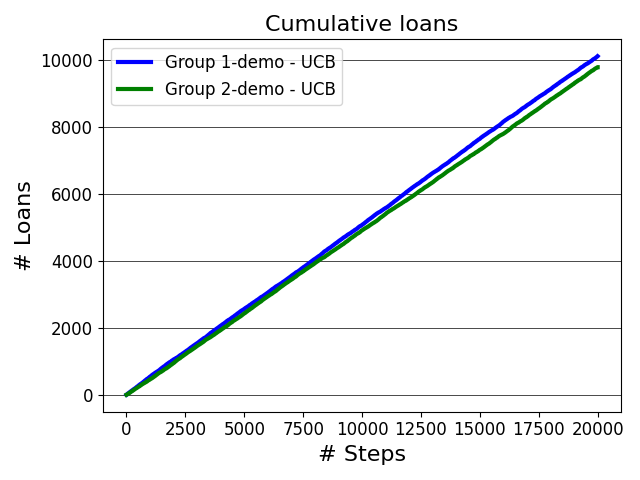 Cumulative loans
Group 1-demo - UCB
Group 2-demo - UCB
# Loans
10000
8000
6000
4000
2000
0
0 2500 5000 7500 10000 12500 15000 17500 20000
# Steps